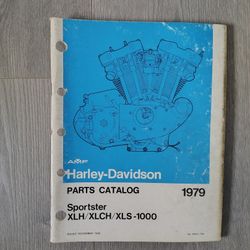 AMF
Harley-Davidson
PARTS CATALOG 1979
Sportster
XLH/XLCH/XLS-1000